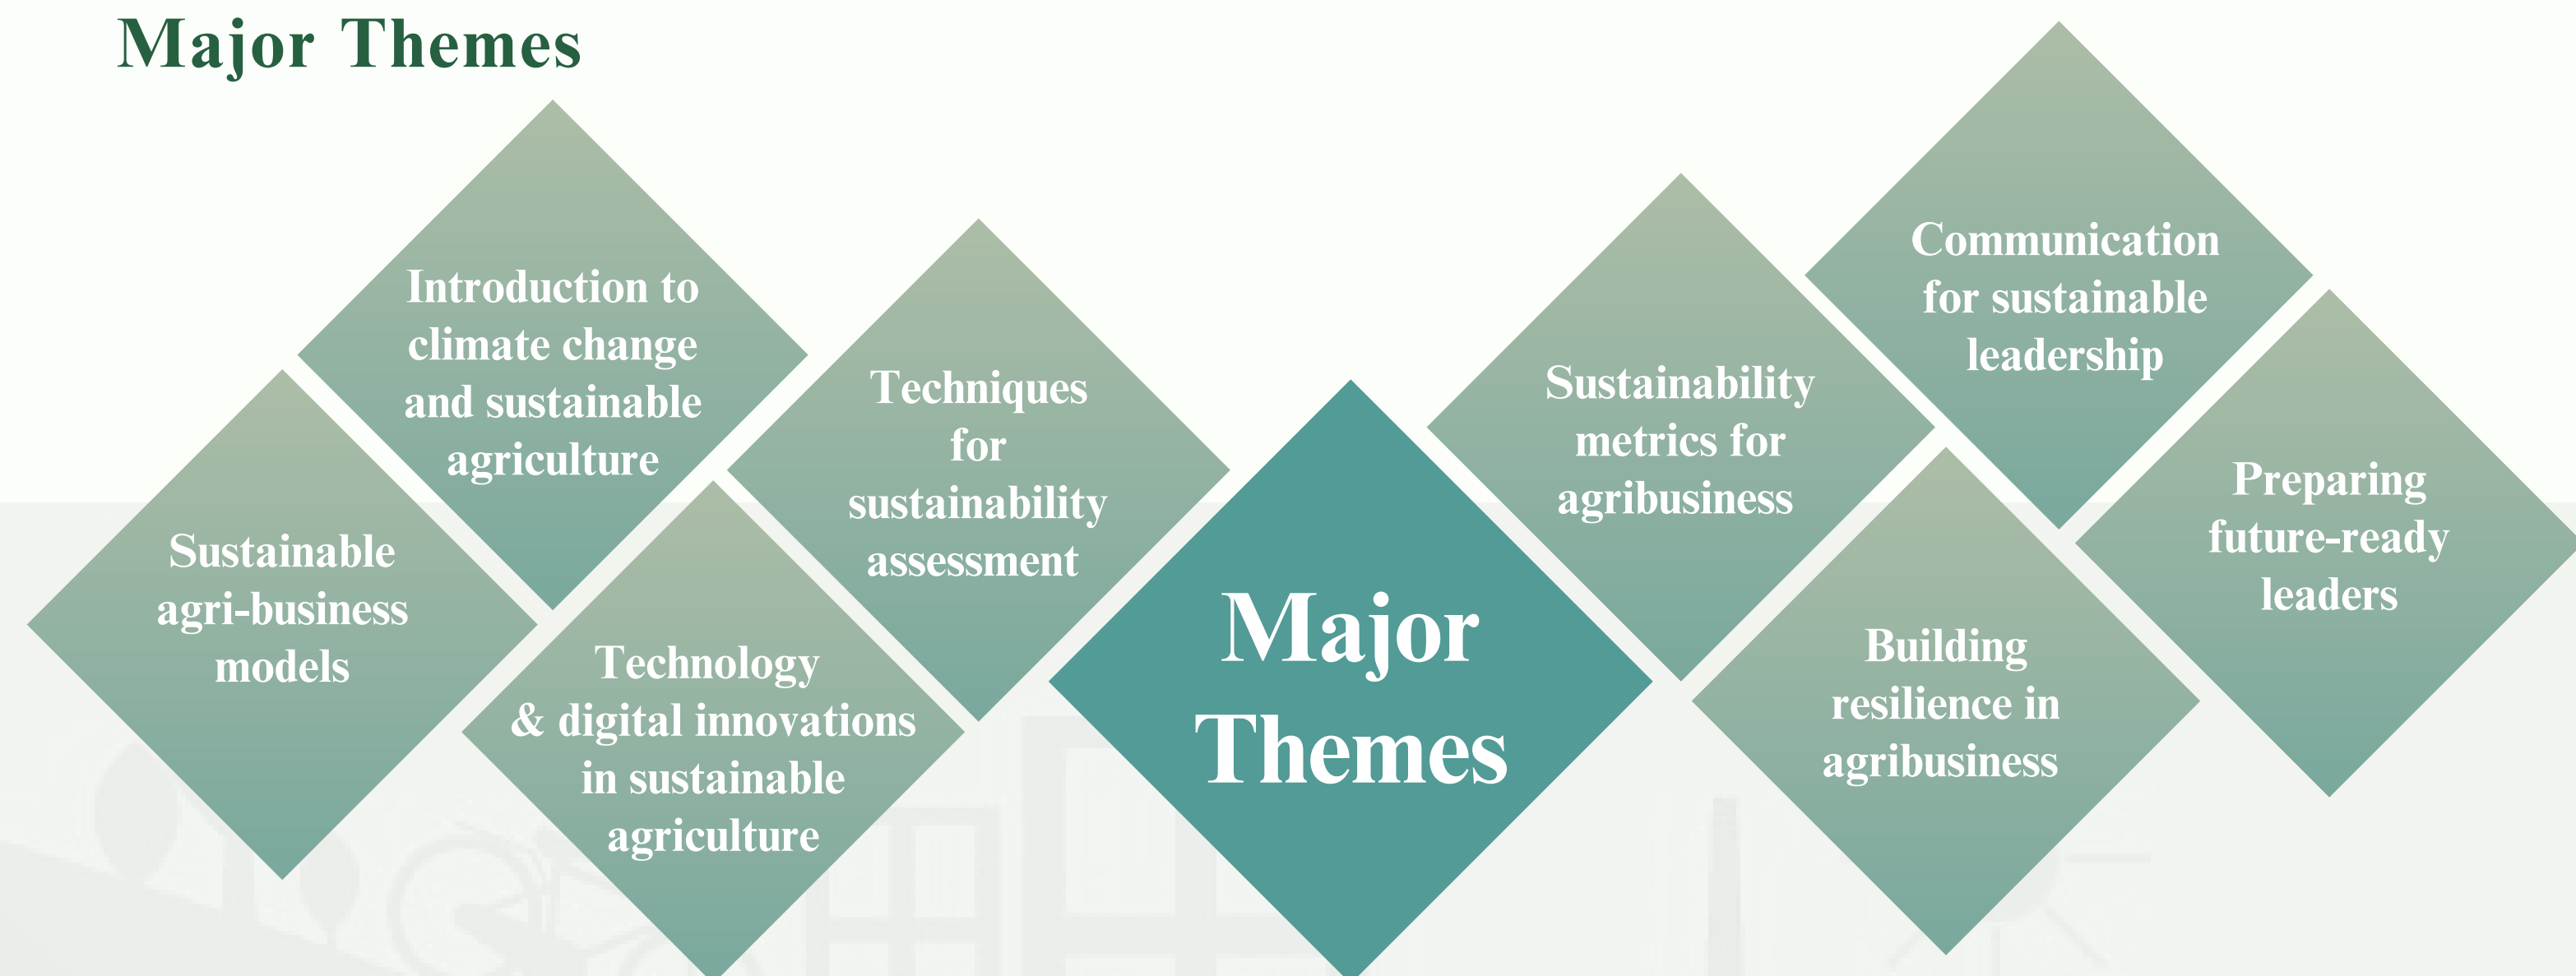 Major Themes
Introduction to
climate change
and sustainable
agriculture
Sustainable
agri-business
models
Techniques
for
sustainability
assessment
Technology
& digital innovations
in sustainable
agriculture
Major
Themes
Sustainability
metrics for
agribusiness
Communication
for sustainable
leadership
Building
resilience in
agribusiness
Preparing
future-ready
leaders